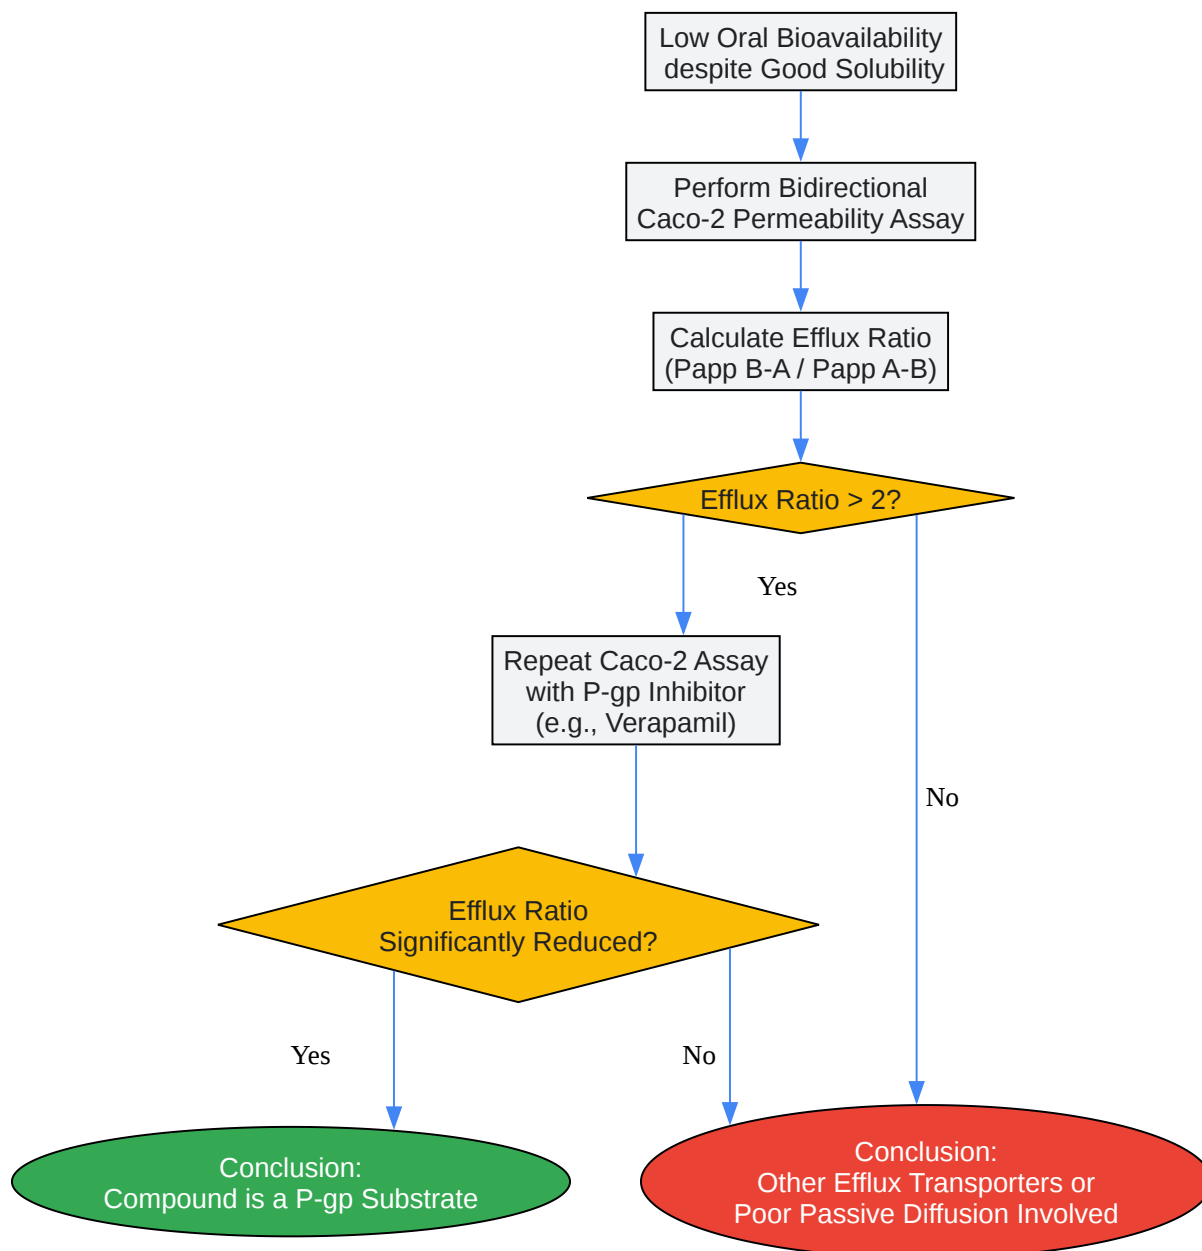 Low Oral Bioavailability
despite Good Solubility
Perform Bidirectional
Caco-2 Permeability Assay
Calculate Efflux Ratio
(Papp B-A / Papp A-B)
Efflux Ratio > 2?
Yes
Repeat Caco-2 Assay
with P-gp Inhibitor
(e.g., Verapamil)
No
Efflux Ratio
Significantly Reduced?
Yes
No
Conclusion:
Compound is a P-gp Substrate
Conclusion:
Other Efflux Transporters or
Poor Passive Diffusion Involved